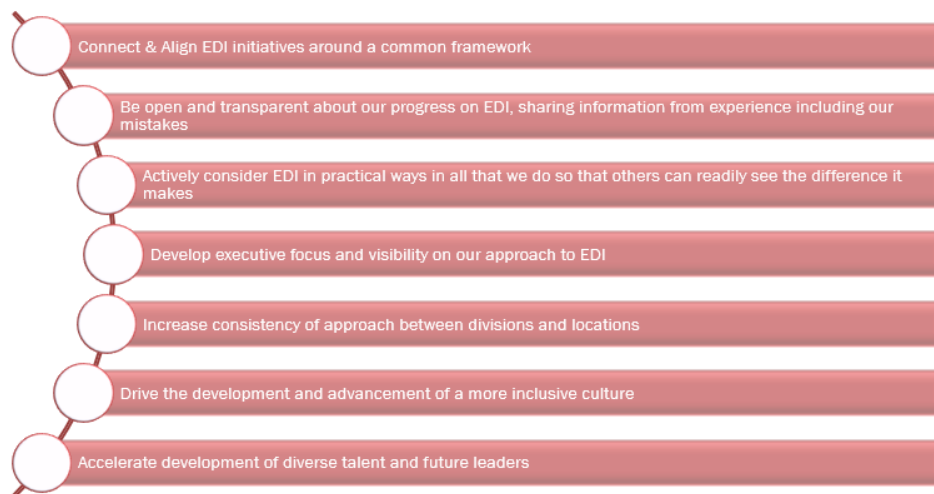 Connect & Align EDI initiatives around a common framework
Be open and transparent about our progress on EDI, sharing information from experience including our
mistakes
Actively consider EDI in practical ways in all that we do so that others can readily see the difference it
makes
Develop executive focus and visibility on our approach to EDI
Increase consistency of approach between divisions and locations
Drive the development and advancement of a more inclusive culture
Accelerate development of diverse talent and future leaders